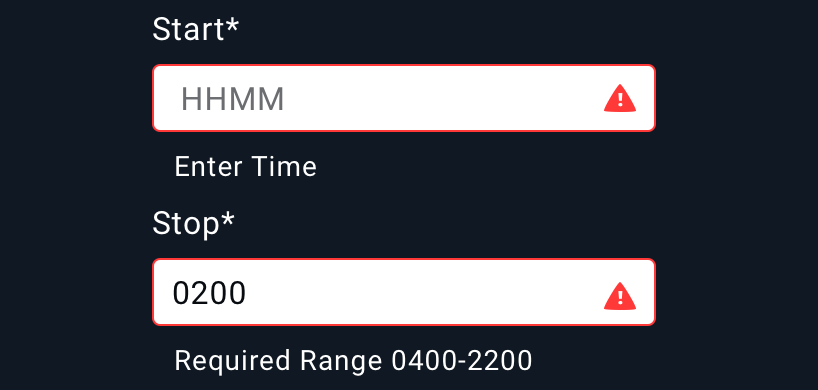 Start*
HHMM
Enter Time
Stop*
0200
Required Range 0400-2200